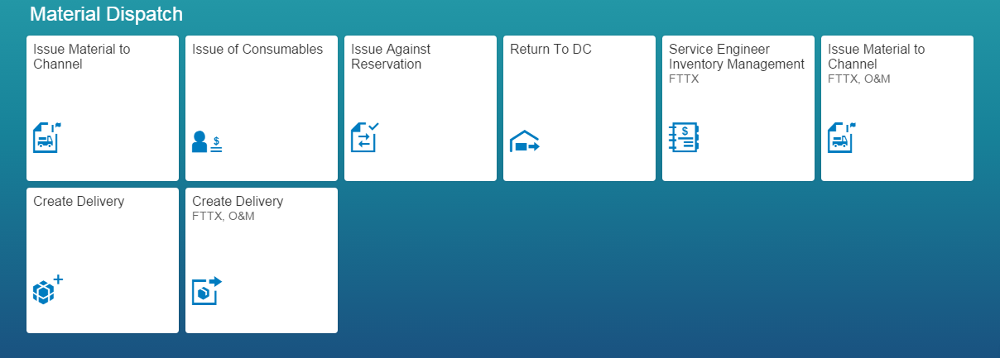 Material Dispatch
Issue Material to
Channel
Issue of Consumables
Issue Against
Reservation
Return To DC
Service Engineer
Inventory Management
FTTX
Issue Material to
Channel
FTTX, O&M
Create Delivery
Create Delivery
FTTX, O&M